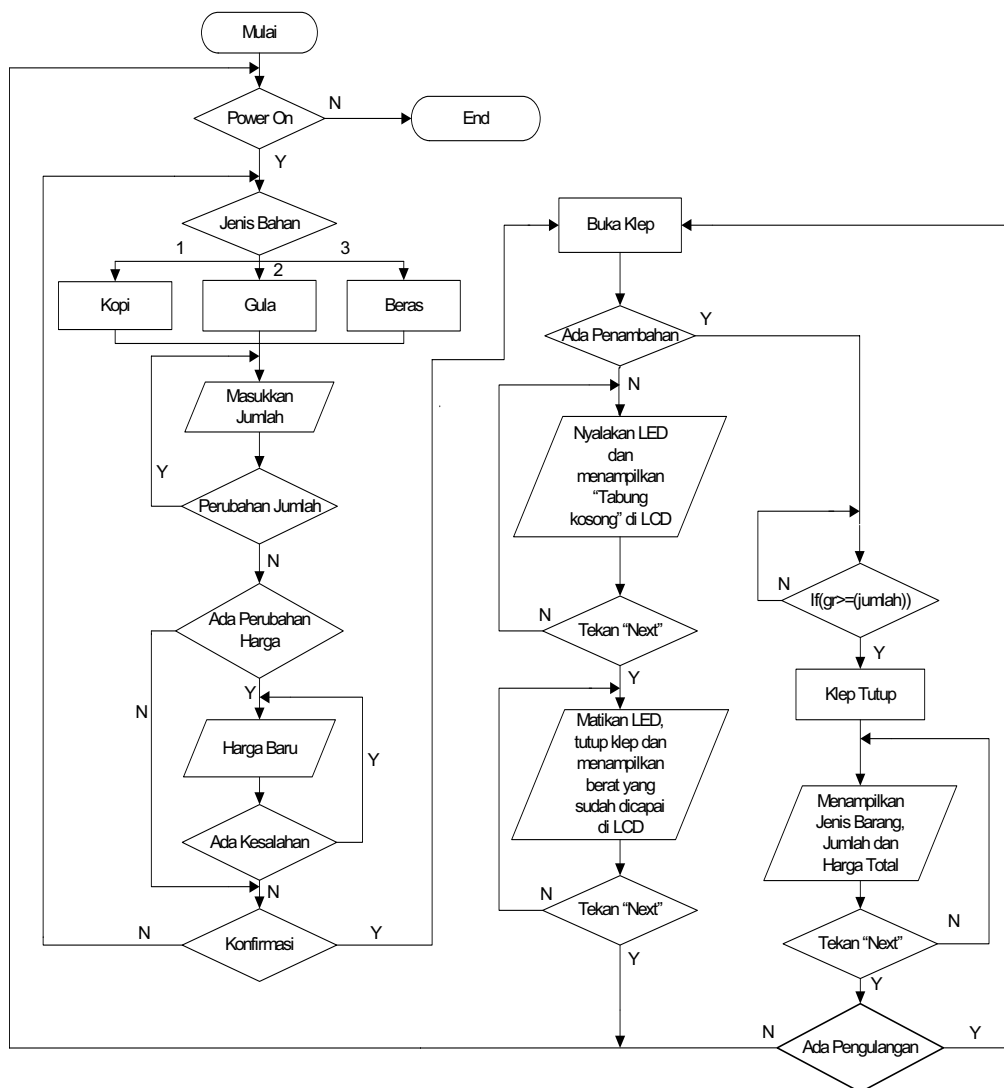 Mulai
Power On
N
End
Y
Jenis Bahan
1
2
3
Kopi
Gula
Beras
Masukkan
Jumlah
Y
Perubahan Jumlah
N
Ada Perubahan
Harga
N
Y
Harga Baru
Y
Ada Kesalahan
N
Konfirmasi
N
Y
Buka Klep
Ada Penambahan
Y
N
Nyalakan LED
dan
menampilkan
“Tabung
kosong” di LCD
N
Tekan “Next”
Y
Matikan LED,
tutup klep dan
menampilkan
berat yang
sudah dicapai
di LCD
N
Tekan “Next”
Y
N
If(gr>=(jumlah))
Y
Klep Tutup
Menampilkan
Jenis Barang,
Jumlah dan
Harga Total
N
Tekan “Next”
Y
N
Ada Pengulangan
Y